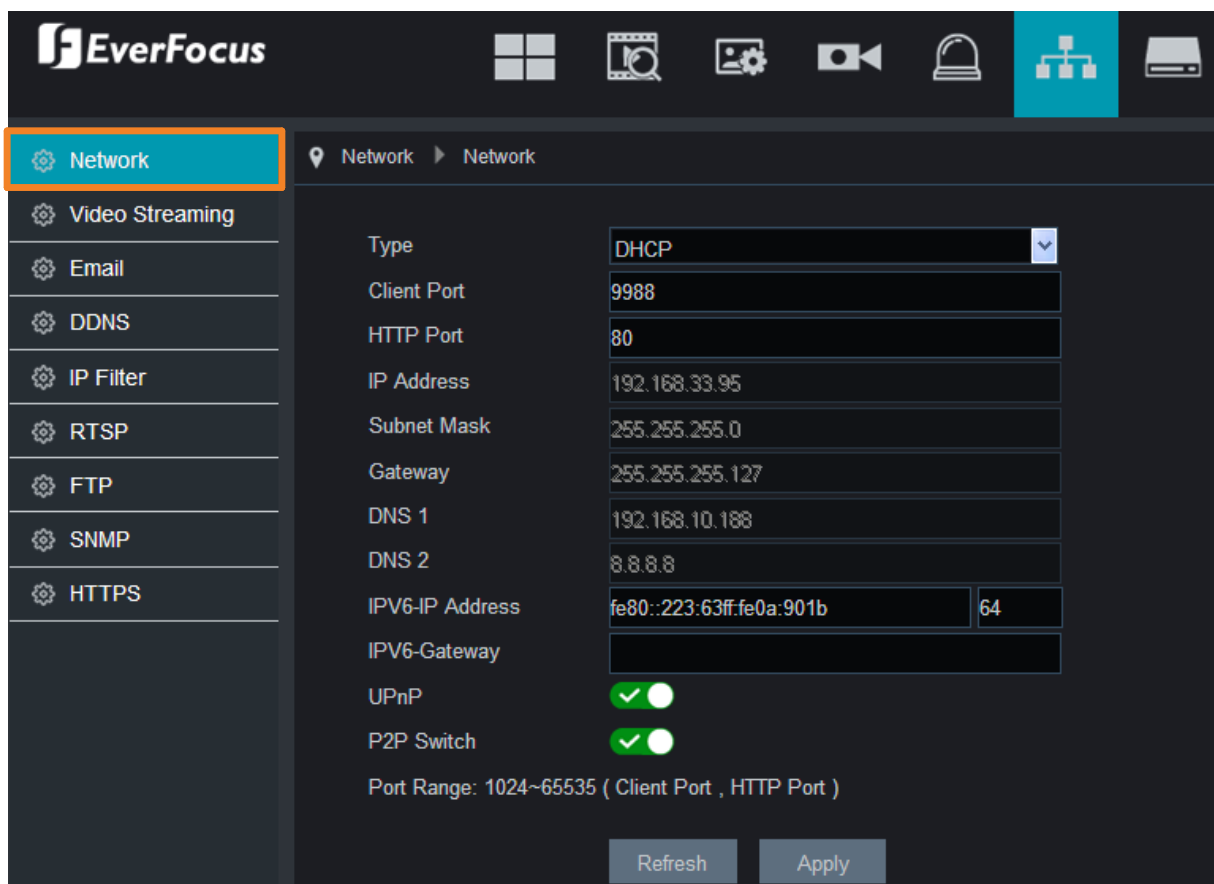 EverFocus
Network
Video Streaming
Email
DDNS
IP Filter
RTSP
FTP
SNMP
HTTPS
Network Network
Type DHCP
Client Port 9988
HTTP Port 80
IP Address 192.168.33.95
Subnet Mask 255.255.255.0
Gateway 255.255.255.127
DNS 1 192.168.10.188
DNS 2 8.8.8.8
IPV6-IP Address fe80::223:63ff:fe0a:901b 64
IPV6-Gateway
UPnP
P2P Switch
Port Range: 1024~65535 ( Client Port , HTTP Port )
Refresh Apply